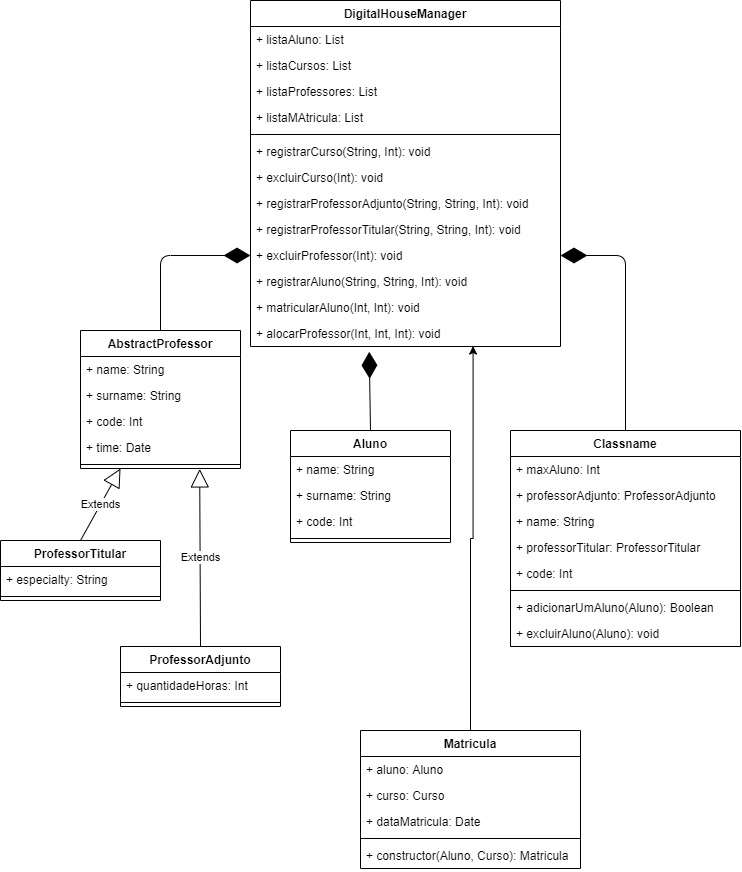 DigitalHouseManager
+ listaAluno: List
+ listaCursos: List
+ listaProfessores: List
+ listaMAtricula: List
+ registrarCurso(String, Int): void
+ excluirCurso(Int): void
+ registrarProfessorAdjunto(String, String, Int): void
+ registrarProfessorTitular(String, String, Int): void
+ excluirProfessor(Int): void
+ registrarAluno(String, String, Int): void
+ matricularAluno(Int, Int): void
+ alocarProfessor(Int, Int, Int): void
AbstractProfessor
+ name: String
+ surname: String
+ code: Int
+ time: Date
Aluno
+ name: String
+ surname: String
+ code: Int
Classname
+ maxAluno: Int
+ professorAdjunto: ProfessorAdjunto
+ name: String
+ professorTitular: ProfessorTitular
+ code: Int
+ adicionarUmAluno(Aluno): Boolean
+ excluirAluno(Aluno): void
Extends
Extends
ProfessorTitular
+ especialty: String
ProfessorAdjunto
+ quantidadeHoras: Int
Matricula
+ aluno: Aluno
+ curso: Curso
+ dataMatricula: Date
+ constructor(Aluno, Curso): Matricula